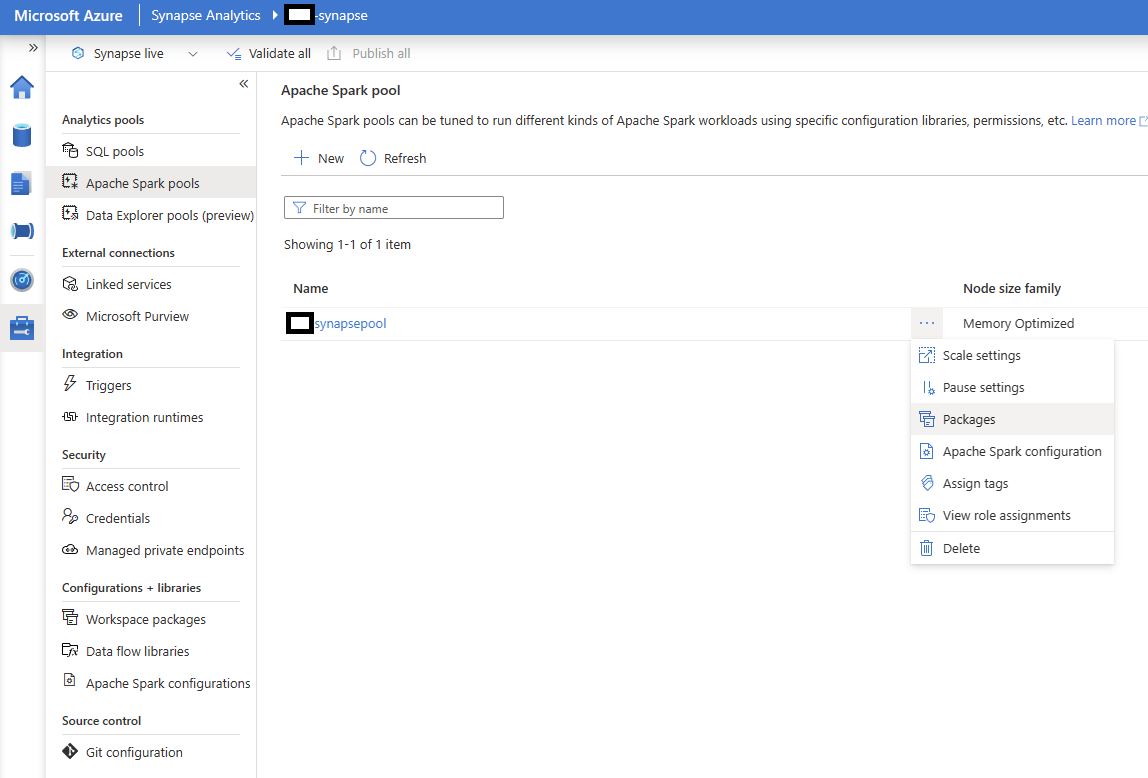 Microsoft Azure
Synapse Analytics
-synapse
»
Synapse live
Validate all
Publish all
«
Analytics pools
SQL pools
Apache Spark pools
Data Explorer pools (preview)
External connections
Linked services
Microsoft Purview
Integration
Triggers
Integration runtimes
Security
Access control
Credentials
Managed private endpoints
Configurations + libraries
Workspace packages
Data flow libraries
Apache Spark configurations
Source control
Git configuration
Apache Spark pool
Apache Spark pools can be tuned to run different kinds of Apache Spark workloads using specific configuration libraries, permissions, etc. Learn more
New
Refresh
Filter by name
Showing 1-1 of 1 item
Name
Node size family
synapsepool
...
Memory Optimized
Scale settings
Pause settings
Packages
Apache Spark configuration
Assign tags
View role assignments
Delete